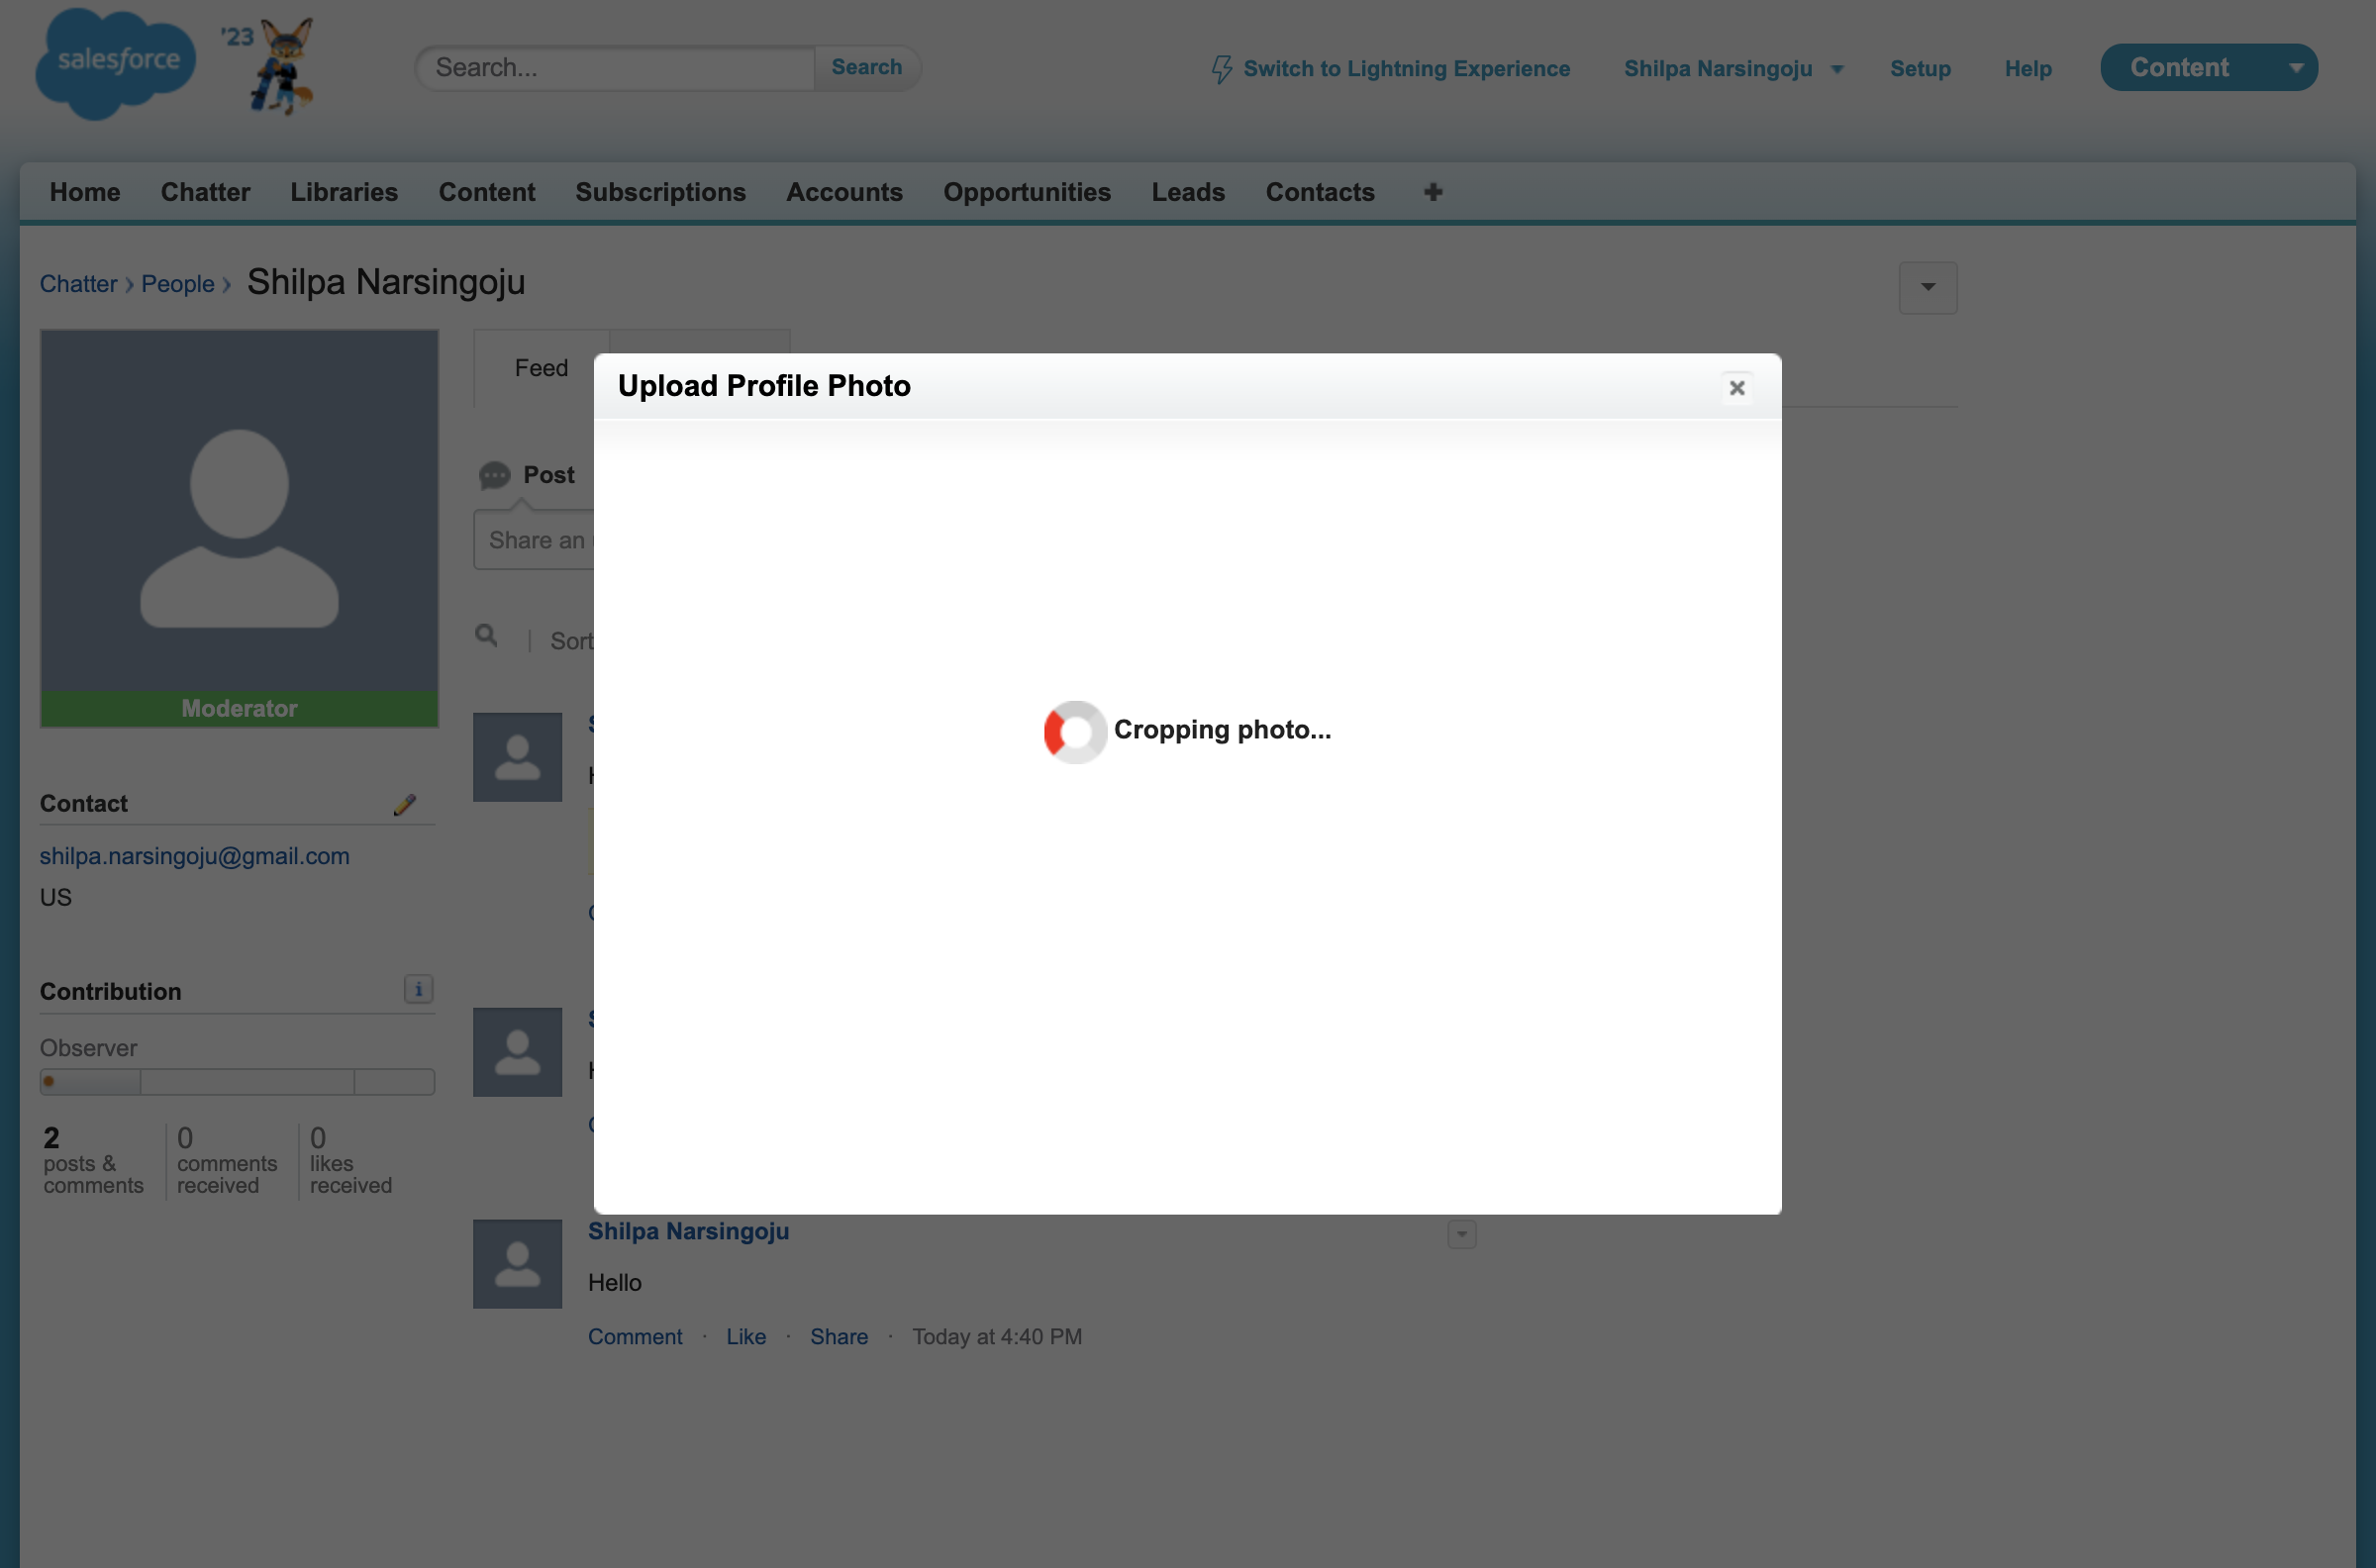 salesforce
'23
Search...
Search
Switch to Lightning Experience
Shilpa Narsingoju
Setup
Help
Content
Home
Chatter
Libraries
Content
Subscriptions
Accounts
Opportunities
Leads
Contacts
Chatter › People › Shilpa Narsingoju
Feed
Upload Profile Photo
Post
Share an
Sort
Cropping photo...
Moderator
Contact
shilpa.narsingoju@gmail.com
US
Contribution
Observer
2
posts &
comments
0
comments
received
0
likes
received
Shilpa Narsingoju
Hello
Comment · Like · Share · Today at 4:40 PM